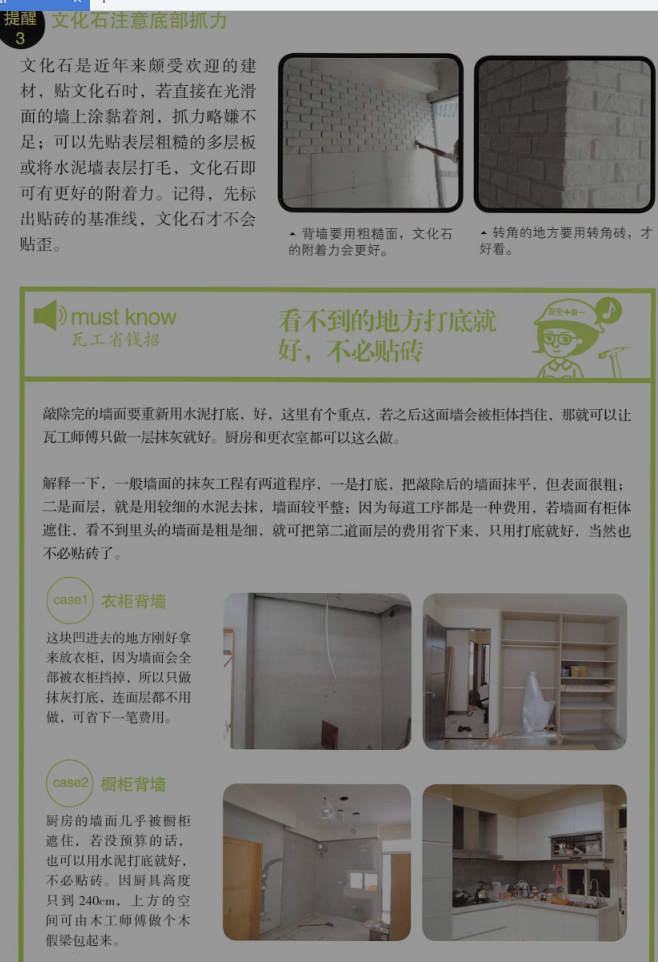 提醒
3
文化石注意底部抓力
文化石是近年来颇受欢迎的建
材，贴文化石时，若直接在光滑
面的墙上涂黏着剂，抓力略嫌不
足；可以先贴表层粗糙的多层板
或将水泥墙表层打毛，文化石即
可有更好的附着力。记得，先标
出贴砖的基准线，文化石才不会
贴歪。
背墙要用粗糙面，文化石
的附着力会更好。
转角的地方要用转角砖，才
好看。
must know
瓦工省钱招
看不到的地方打底就
好，不必贴砖
安全第一
敲除完的墙面要重新用水泥打底，好，这里有个重点，若之后这面墙会被柜体挡住，那就可以让
瓦工师傅只做一层抹灰就好。厨房和更衣室都可以这么做。
解释一下，一般墙面的抹灰工程有两道程序，一是打底，把敲除后的墙面抹平，但表面很粗；
二是面层，就是用较细的水泥去抹，墙面较平整；因为每道工序都是一种费用，若墙面有柜体
遮住，看不到里头的墙面是粗是细，就可把第二道面层的费用省下来，只用打底就好，当然也
不必贴砖了。
case1 衣柜背墙
这块凹进去的地方刚好拿
来放衣柜，因为墙面会全
部被衣柜挡掉，所以只做
抹灰打底，连面层都不用
做，可省下一笔费用。
case2 橱柜背墙
厨房的墙面几乎被橱柜
遮住，若没预算的话，
也可以用水泥打底就好，
不必贴砖。因厨具高度
只到 240cm，上方的空
间可由木工师傅做个木
假梁包起来。